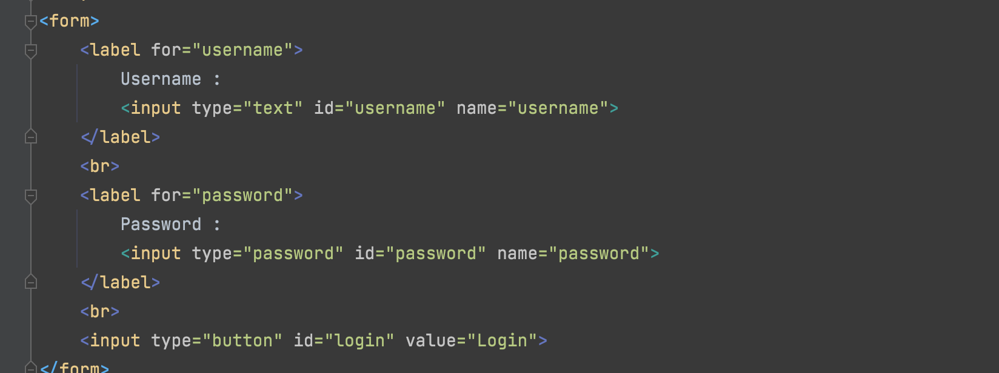 <form>
<label for="username">
Username :
<input type="text" id="username" name="username">
</label>
<br>
<label for="password">
Password :
<input type="password" id="password" name="password">
</label>
<br>
<input type="button" id="login" value="Login">
</form>